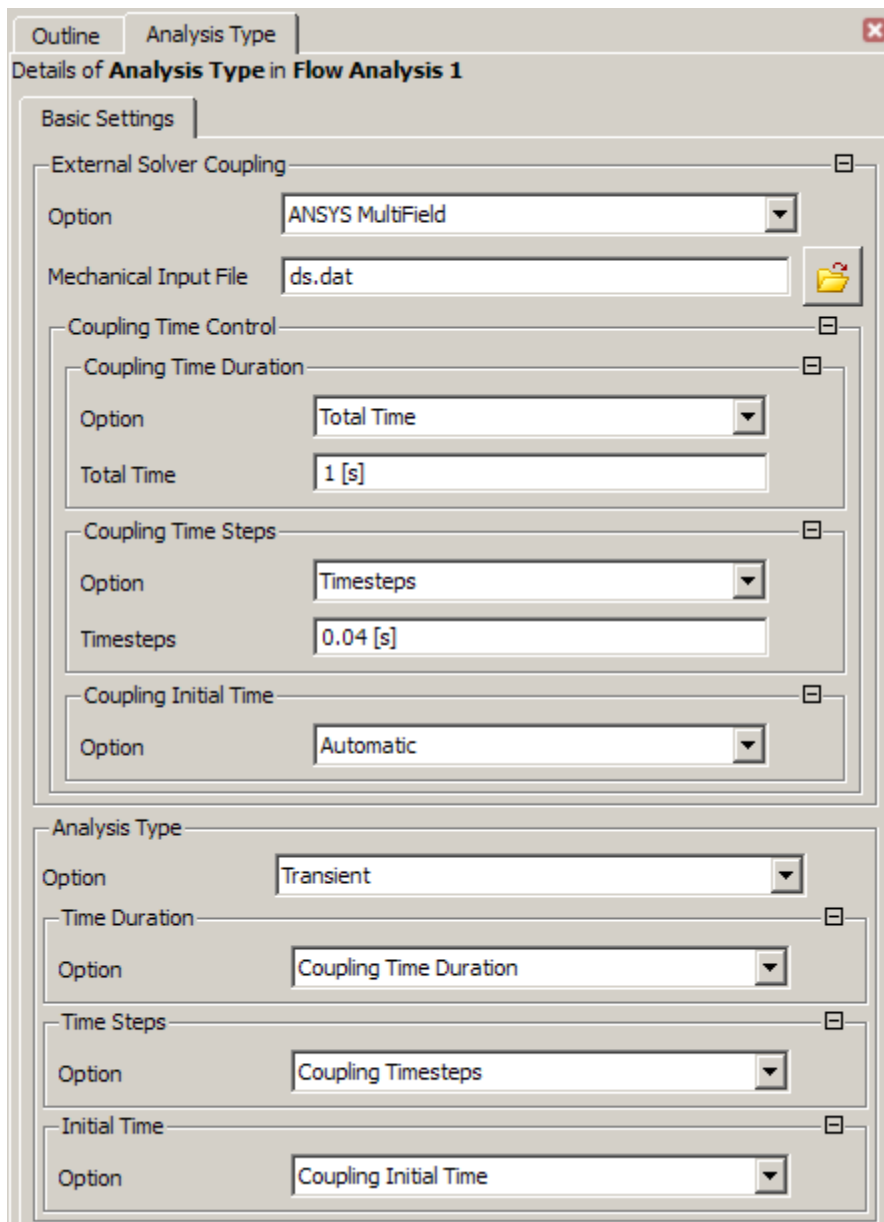 Outline Analysis Type
Details of Analysis Type in Flow Analysis 1
Basic Settings
External Solver Coupling
Option ANSYS MultiField
Mechanical Input File ds.dat
Coupling Time Control
Coupling Time Duration
Option Total Time
Total Time 1 [s]
Coupling Time Steps
Option Timesteps
Timesteps 0.04 [s]
Coupling Initial Time
Option Automatic
Analysis Type
Option Transient
Time Duration
Option Coupling Time Duration
Time Steps
Option Coupling Timesteps
Initial Time
Option Coupling Initial Time